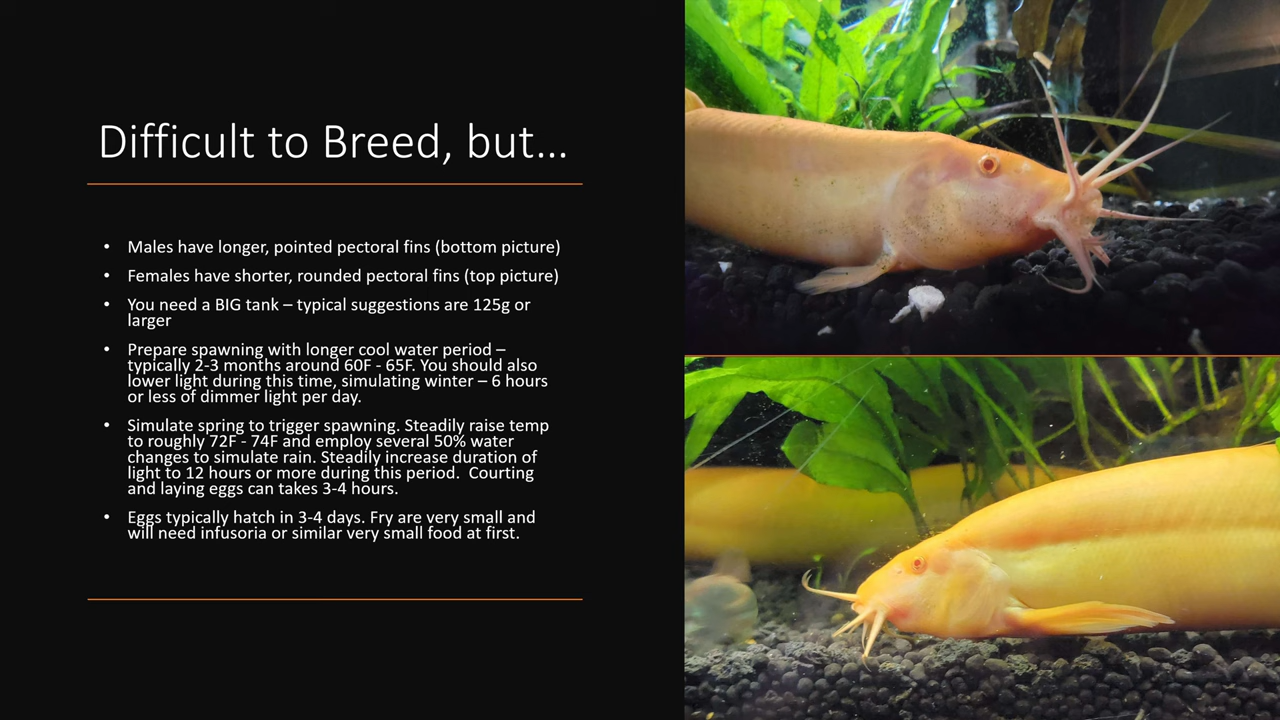 Difficult to Breed, but...
• Males have longer, pointed pectoral fins (bottom picture)
• Females have shorter, rounded pectoral fins (top picture)
• You need a BIG tank – typical suggestions are 125g or
larger
• Prepare spawning with longer cool water period –
typically 2-3 months around 60F - 65F. You should also
lower light during this time, simulating winter – 6 hours
or less of dimmer light per day.
• Simulate spring to trigger spawning. Steadily raise temp
to roughly 72F - 74F and employ several 50% water
changes to simulate rain. Steadily increase duration of
light to 12 hours or more during this period.  Courting
and laying eggs can takes 3-4 hours.
• Eggs typically hatch in 3-4 days. Fry are very small and
will need infusoria or similar very small food at first.